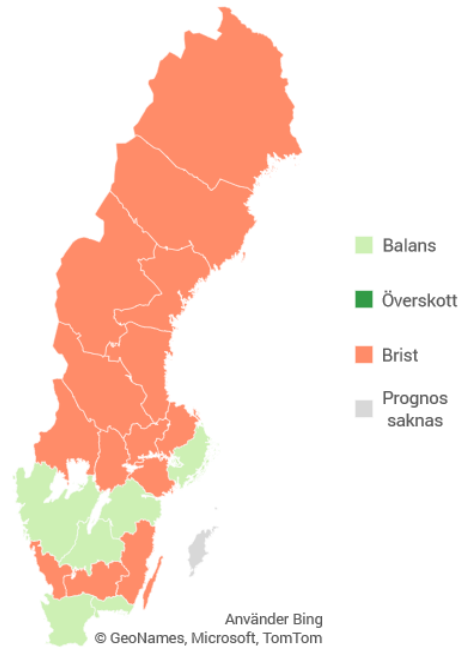 Balans
Överskott
Brist
Prognos
saknas
Använder Bing
© GeoNames, Microsoft, TomTom